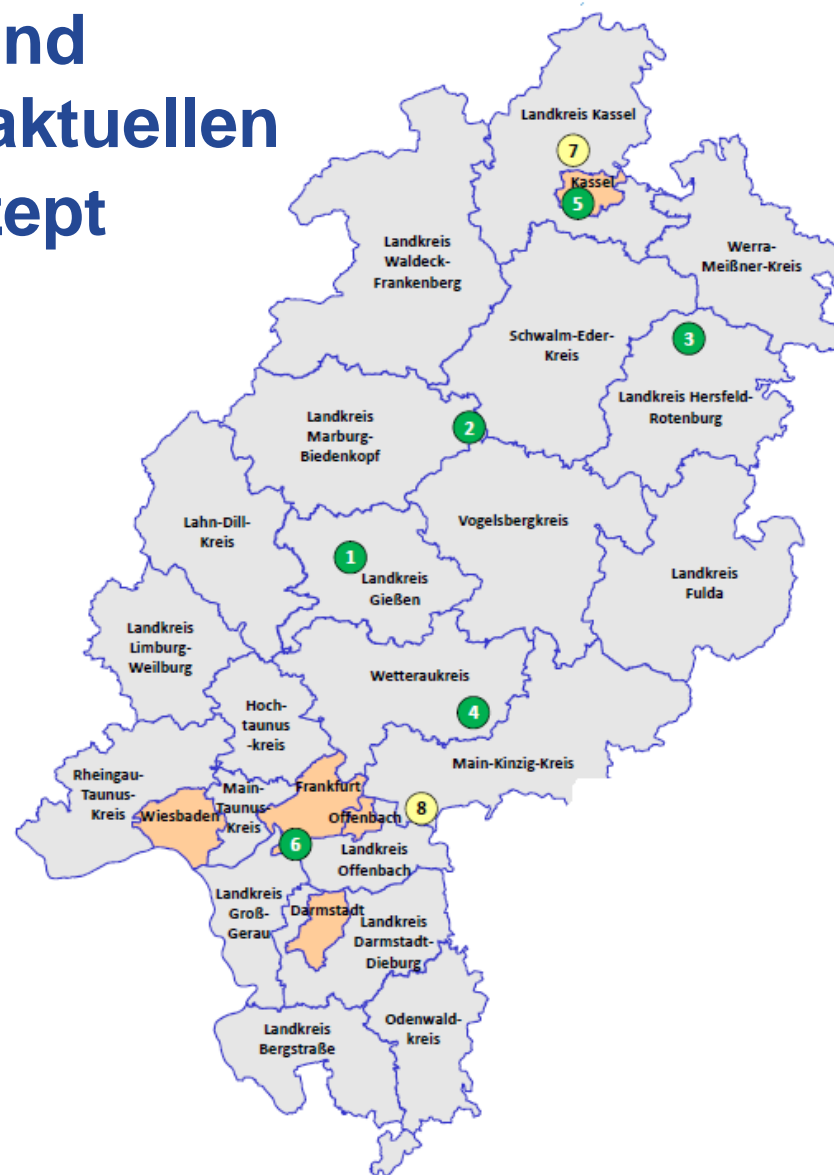 nd
aktuellen
zept
Landkreis Kassel
7
Kassel
5
Landkreis
Waldeck-
Frankenberg
Werra-
Meißner-Kreis
Schwalm-Eder-
Kreis
3
Landkreis Hersfeld-
Rotenburg
Landkreis
Marburg-
Biedenkopf
2
Lahn-Dill-
Kreis
Vogelsbergkreis
1
Landkreis
Gießen
Landkreis
Fulda
Landkreis
Limburg-
Weilburg
Wetteraukreis
4
Hoch-
taunus
-kreis
Main-Kinzig-Kreis
Rheingau-
Taunus-
Kreis
Wiesbaden
Main-
Taunus-
Kreis
Frankfurt
Offenbach
8
6
Landkreis
Offenbach
Landkreis
Groß-
Gerau
Darmstadt
Landkreis
Darmstadt-
Dieburg
Landkreis
Bergstraße
Odenwald-
kreis